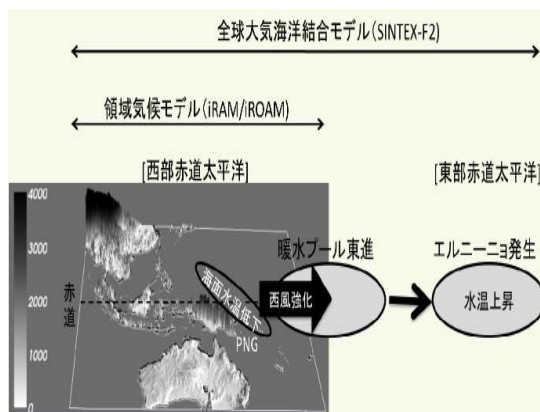 全球大気海洋結合モデル（SINTEX-F2）
領域気候モデル（iRAM/iROAM）
[西部赤道太平洋]
[東部赤道太平洋]
4000
3000
2000
1000
0
赤道
海面水温低下
PNG
暖水プール東進
西風強化
エルニーニョ発生
水温上昇